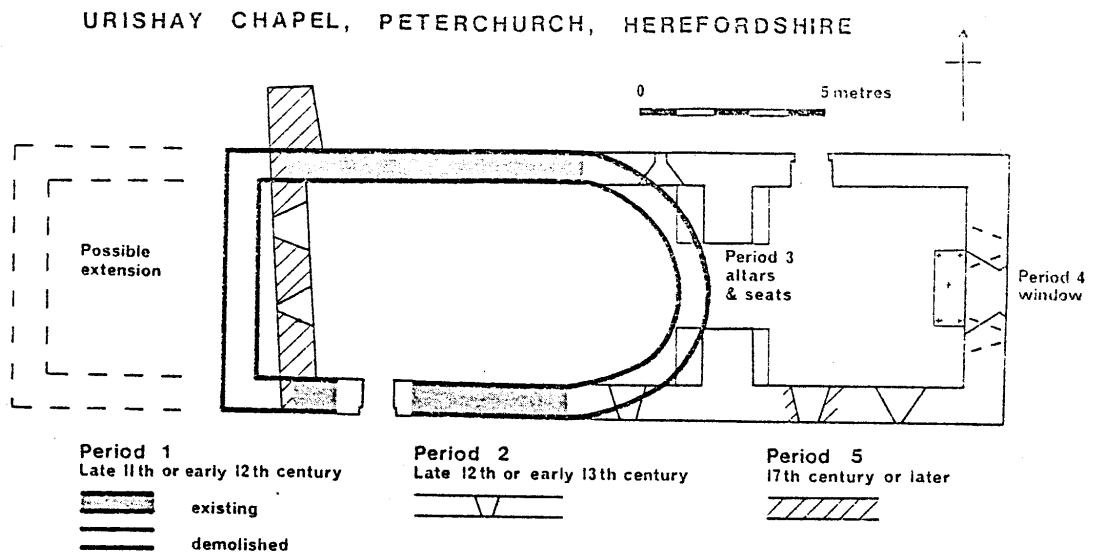 URISHAY CHAPEL, PETERCHURCH, HEREFORDSHIRE
A
0 5 metres
Possible
extension
Period 3
altars
& seats
Period 4
window
Period 1
Late 11th or early 12th century
existing
demolished
Period 2
Late 12th or early 13th century
Period 5
17th century or later